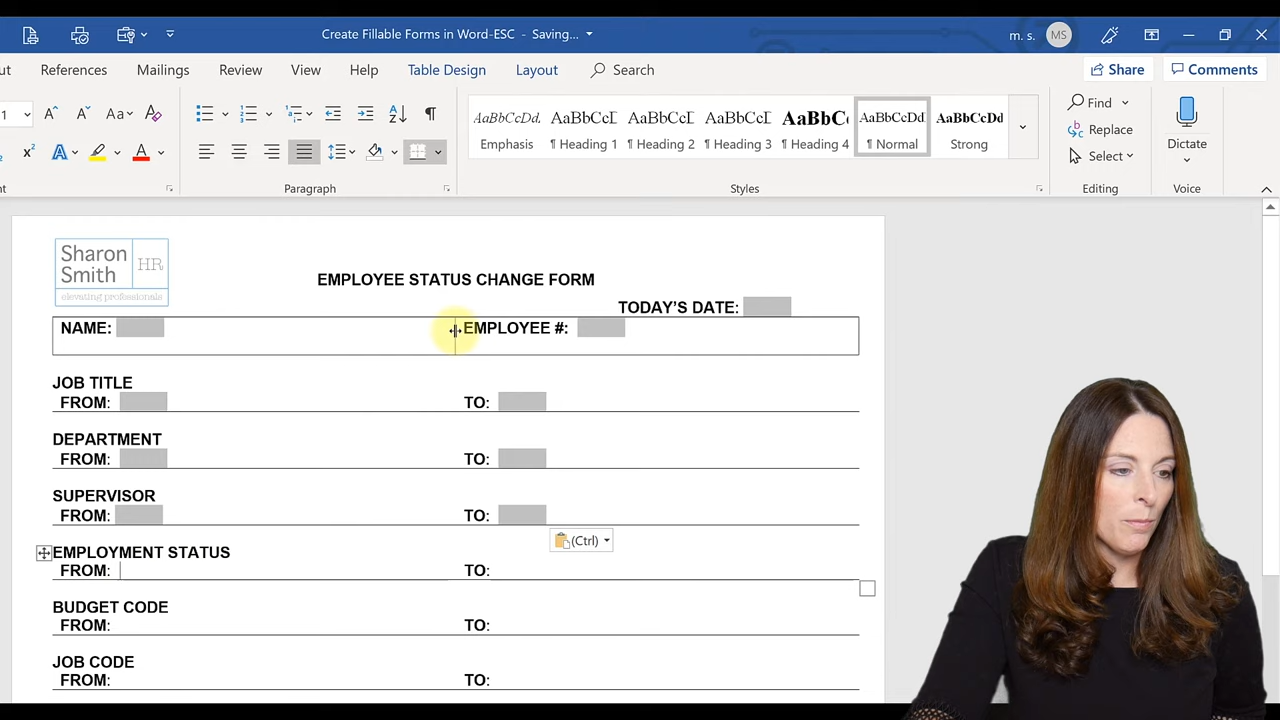 Create Fillable Forms in Word-ESC - Saving...
m. s. MS
References Mailings Review View Help Table Design Layout Search Share Comments
Aa
A A
AaBbCcDd. AaBbCcI AaBbCcI AaBbCcI AaBbC AaBbCcDd AaBbCcDd
Emphasis ¶ Heading 1 ¶ Heading 2 ¶ Heading 3 ¶ Heading 4 ¶ Normal Strong
Find
Replace
Select
Dictate
Paragraph Styles Editing Voice
Sharon
Smith HR
elevating professionals
EMPLOYEE STATUS CHANGE FORM
TODAY'S DATE:
NAME: EMPLOYEE #:
JOB TITLE
FROM: TO:
DEPARTMENT
FROM: TO:
SUPERVISOR
FROM: TO:
(Ctrl)
EMPLOYMENT STATUS
FROM: TO:
BUDGET CODE
FROM: TO:
JOB CODE
FROM: TO: